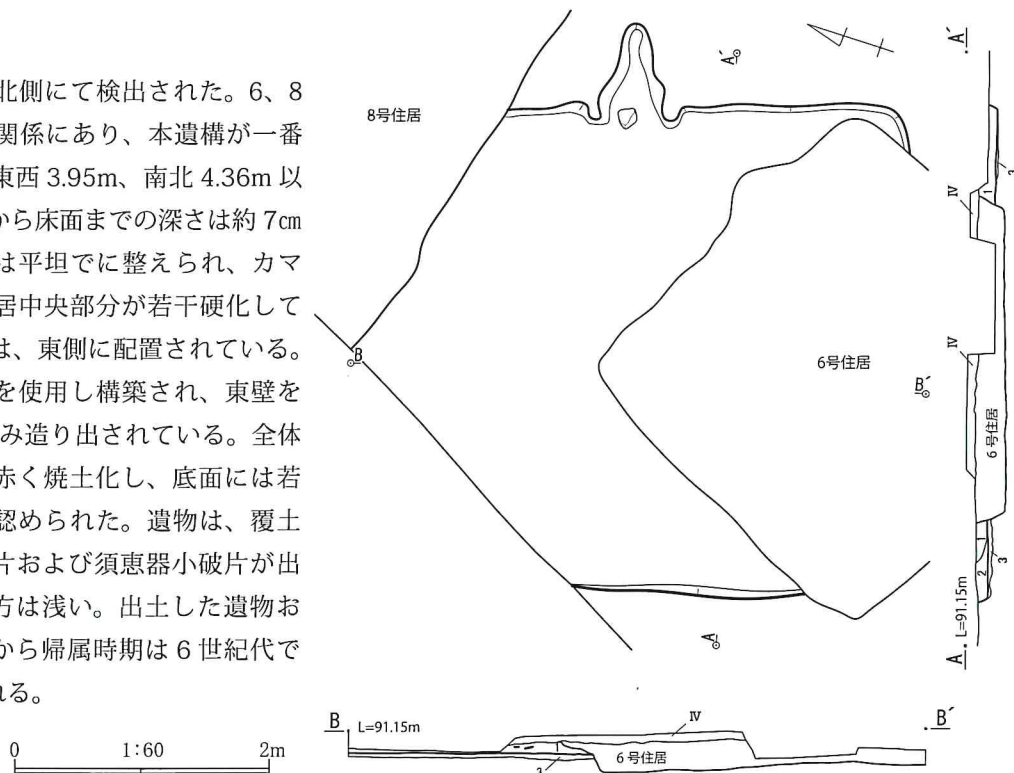 北側にて検出された。6、8
関係にあり、本遺構が一番
東西 3.95m、南北 4.36m 以
から床面までの深さは約 7㎝
は平坦でに整えられ、カマ
居中央部分が若干硬化して
は、東側に配置されている。
を使用し構築され、東壁を
み造り出されている。全体
赤く焼土化し、底面には若
認められた。遺物は、覆土
片および須恵器小破片が出
方は浅い。出土した遺物お
から帰属時期は 6 世紀代で
れる。
0 1:60 2m
8号住居
A´
6号住居
B
B´
A
A´
3
1
Ⅳ
Ⅳ
6号住居
2
3
A L=91.15m
B L=91.15m
Ⅳ
B´
1
6号住居
3